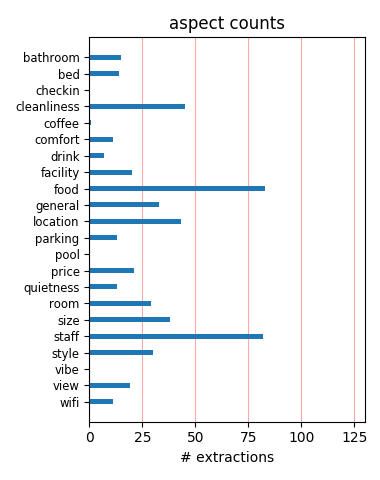 aspect counts
bathroom
bed
checkin
cleanliness
coffee
comfort
drink
facility
food
general
location
parking
pool
price
quietness
room
size
staff
style
vibe
view
wifi
0 25 50 75 100 125
# extractions